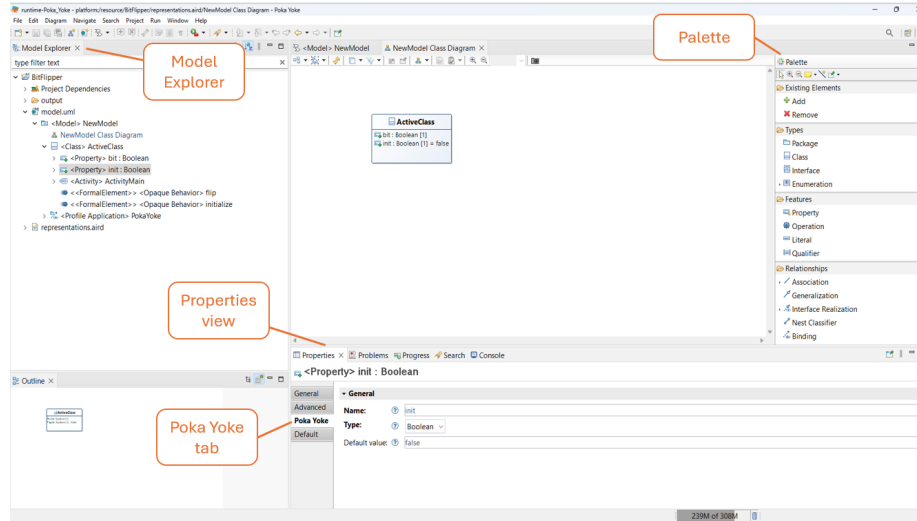 runtime-Poka_Yoke - platform:/resource/BitFlipper/representations.aird/NewModel Class Diagram - Poka Yoke
File Edit Diagram Navigate Search Project Run Window Help
Model Explorer
type filter text
BitFlipper
Project Dependencies
output
model.uml
<Model> NewModel
NewModel Class Diagram
<Class> ActiveClass
<Property> bit : Boolean
<Property> init : Boolean
<Activity> ActivityMain
<<FormalElement>> <Opaque Behavior> flip
<<FormalElement>> <Opaque Behavior> initialize
<Profile Application> PokaYoke
representations.aird
Model
Explorer
<Model> NewModel
NewModel Class Diagram
ActiveClass
bit : Boolean [1]
init : Boolean [1] = false
Palette
Palette
Existing Elements
Add
Remove
Types
Package
Class
Interface
Enumeration
Features
Property
Operation
Literal
Qualifier
Relationships
Association
Generalization
Interface Realization
Nest Classifier
Binding
Properties
view
Outline
ActiveClass
Poka Yoke
tab
Properties Problems Progress Search Console
<Property> init : Boolean
General
Advanced
Poka Yoke
Default
General
Name: init
Type: Boolean
Default value: false
239M of 308M